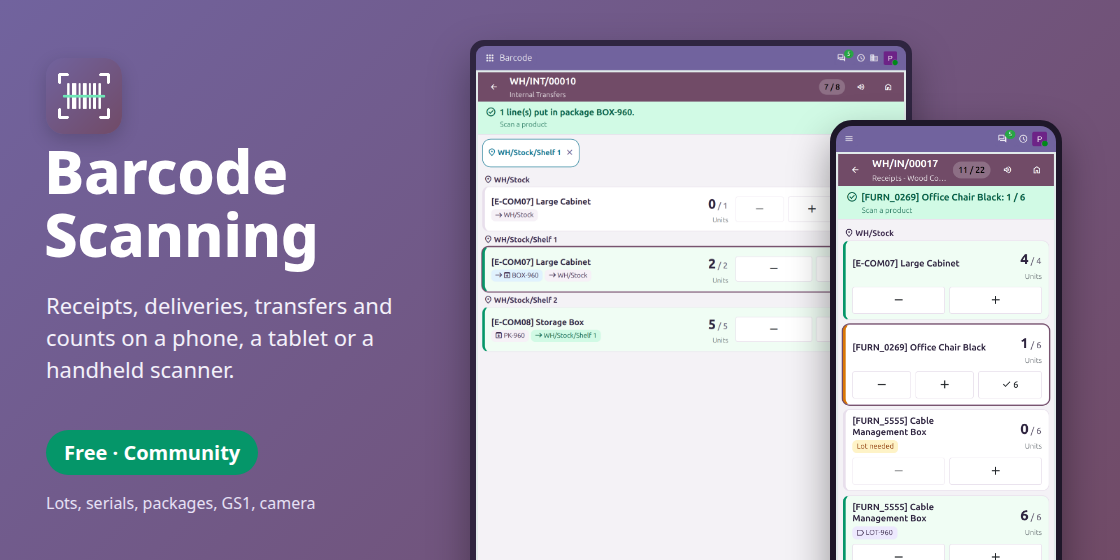 Barcode
Scanning
Receipts, deliveries, transfers and
counts on a phone, a tablet or a
handheld scanner.
Free · Community
Lots, serials, packages, GS1, camera
Barcode
5
P
WH/INT/00010
Internal Transfers
7 / 8
1 line(s) put in package BOX-960.
Scan a product
WH/Stock/Shelf 1 ×
WH/Stock
[E-COM07] Large Cabinet
0 / 1
→ WH/Stock
Units
− +
WH/Stock/Shelf 1
[E-COM07] Large Cabinet
2 / 2
→ BOX-960 → WH/Stock
Units
−
WH/Stock/Shelf 2
[E-COM08] Storage Box
5 / 5
PK-960 → WH/Stock/Shelf 1
Units
−
5
P
WH/IN/00017
Receipts - Wood Co...
11 / 22
[FURN_0269] Office Chair Black: 1 / 6
Scan a product
WH/Stock
[E-COM07] Large Cabinet
4 / 4
Units
− +
[FURN_0269] Office Chair Black
1 / 6
Units
− + ✓ 6
[FURN_5555] Cable
Management Box
0 / 6
Lot needed
Units
− +
[FURN_5555] Cable
Management Box
6 / 6
LOT-960
Units
− +